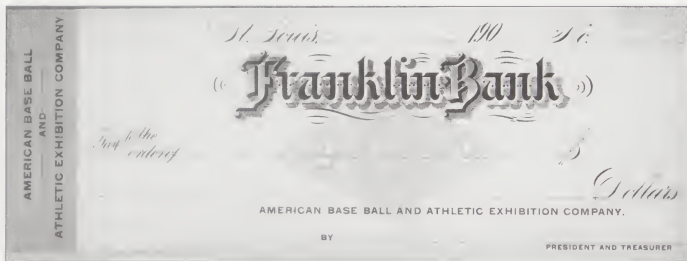 AMERICAN BASE BALL
AND
ATHLETIC EXHIBITION COMPANY
St. Louis, 190 No.
Franklin Bank
Pay to the
order of $
Dollars
AMERICAN BASE BALL AND ATHLETIC EXHIBITION COMPANY.
BY
PRESIDENT AND TREASURER